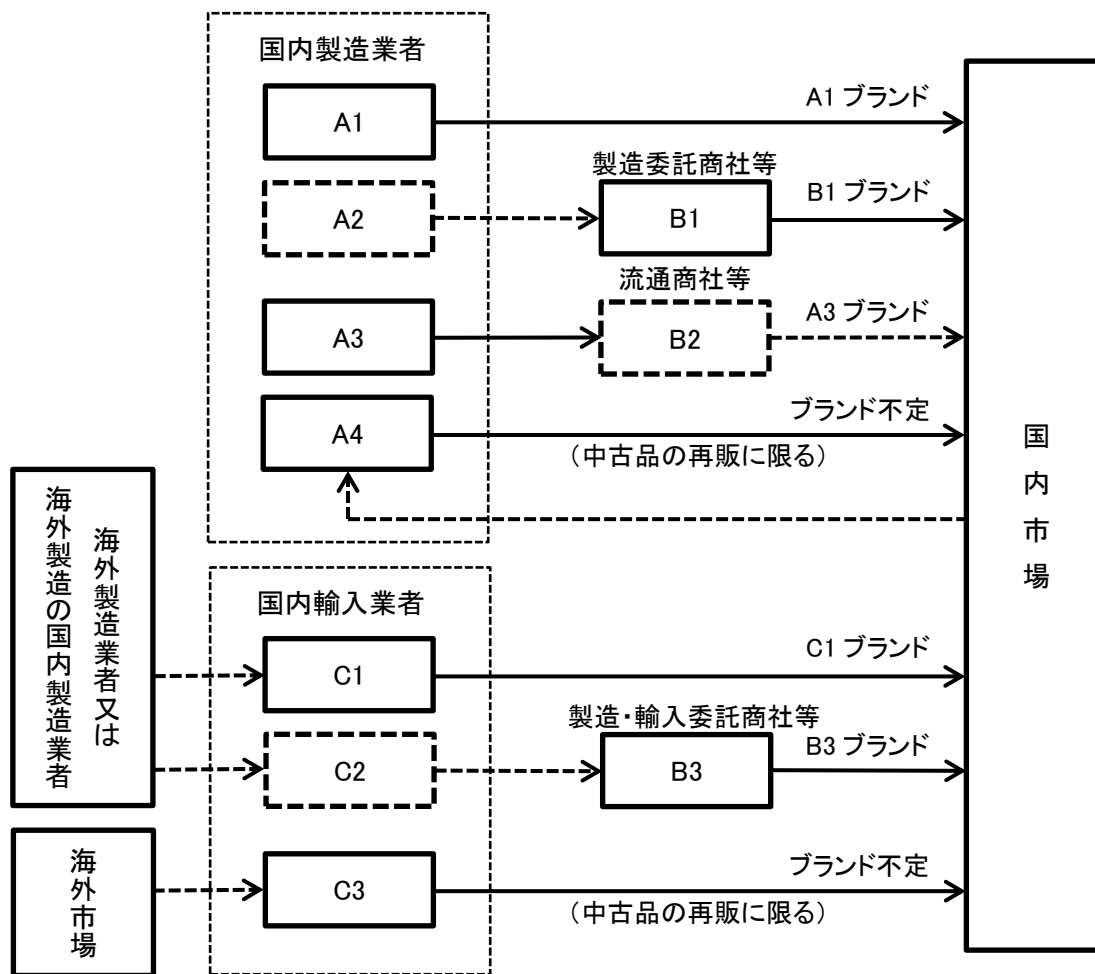 国内製造業者
A1
A1 ブランド
製造委託商社等
A2
B1
B1 ブランド
流通商社等
A3
B2
A3 ブランド
A4
ブランド不定
(中古品の再販に限る)
国内市場
海外製造業者又は
海外製造の国内製造業者
国内輸入業者
C1
C1 ブランド
製造・輸入委託商社等
C2
B3
B3 ブランド
海外市場
C3
ブランド不定
(中古品の再販に限る)